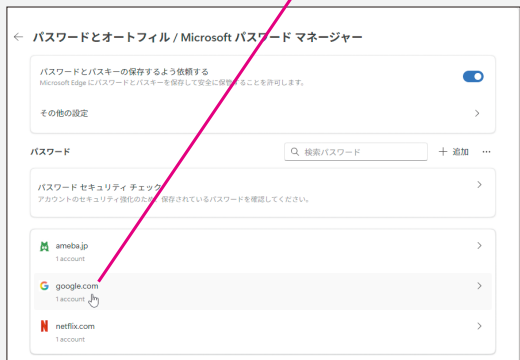 ← パスワードとオートフィル / Microsoft パスワード マネージャー
パスワードとパスキーの保存するよう依頼する
Microsoft Edge にパスワードとパスキーを保存して安全に保管することを許可します。
その他の設定
パスワード
検索パスワード
+ 追加 ...
パスワード セキュリティ チェック
アカウントのセキュリティ強化のため、保存されているパスワードを確認してください。
ameba.jp
1 account
google.com
1 account
netflix.com
1 account